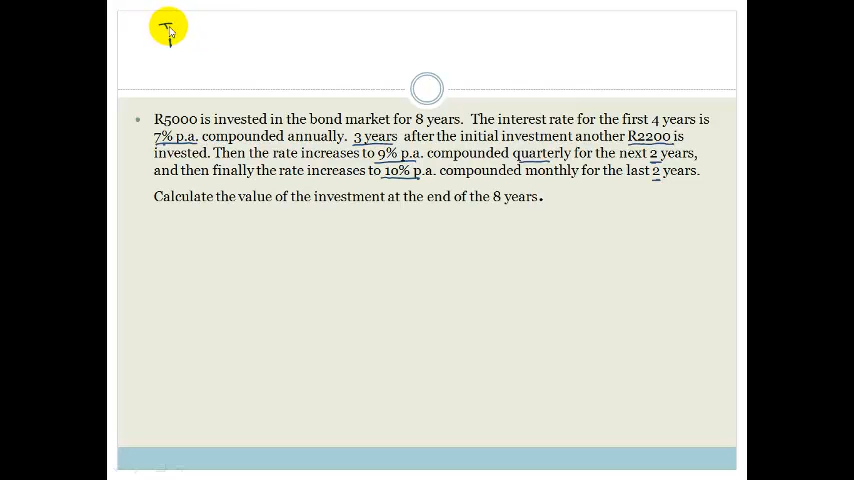 T
R5000 is invested in the bond market for 8 years. The interest rate for the first 4 years is
7% p.a. compounded annually. 3 years after the initial investment another R2200 is
invested. Then the rate increases to 9% p.a. compounded quarterly for the next 2 years,
and then finally the rate increases to 10% p.a. compounded monthly for the last 2 years.
Calculate the value of the investment at the end of the 8 years.